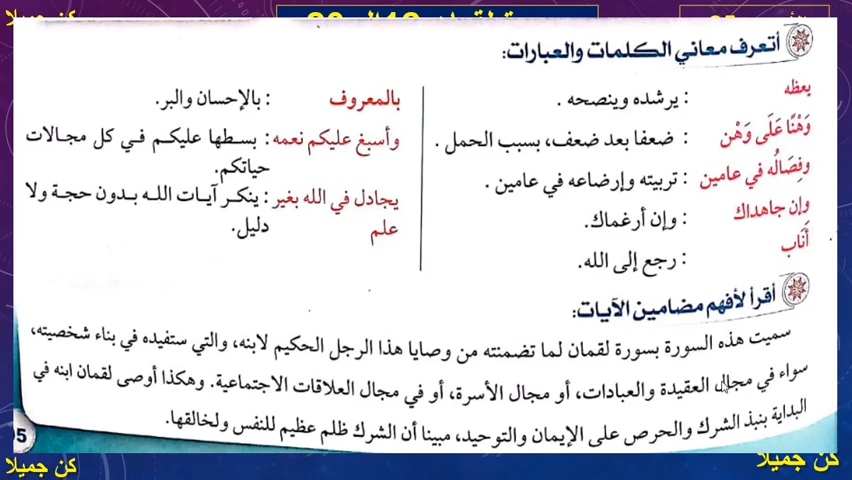 كن جميلا
أتعرف معاني الكلمات والعبارات:
يعظه : يرشده وينصحه .
وَهْنًا عَلَى وَهْن : ضعفا بعد ضعف، بسبب الحمل .
وفِصَالُه في عامين : تربيته وإرضاعه في عامين .
وإن جاهداك : وإن أرغماك.
أَنَاب : رجع إلى الله.
بالمعروف : بالإحسان والبر.
وأسبغ عليكم نعمه : بسطها عليكم في كل مجالات
حياتكم.
يجادل في الله بغير : ينكر آيات الله بدون حجة ولا
علم دليل.
أقرأ لأفهم مضامين الآيات:
سميت هذه السورة بسورة لقمان لما تضمنته من وصايا هذا الرجل الحكيم لابنه، والتي ستفيده في بناء شخصيته،
سواء في مجال العقيدة والعبادات، أو مجال الأسرة، أو في مجال العلاقات الاجتماعية. وهكذا أوصى لقمان ابنه في
البداية بنبذ الشرك والحرص على الإيمان والتوحيد، مبينا أن الشرك ظلم عظيم للنفس ولخالقها.
كن جميلا
كن جميلا